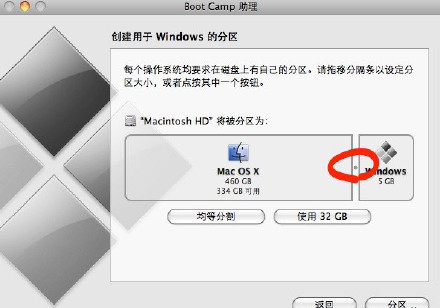 Boot Camp 助理
创建用于 Windows 的分区
每个操作系统均要求在磁盘上有自己的分区。请拖移分隔条以设定分
区大小，或者点按其中一个按钮。
“Macintosh HD” 将被分区为：
Mac OS X
460 GB
334 GB 可用
Windows
5 GB
均等分割
使用 32 GB
返回
分区